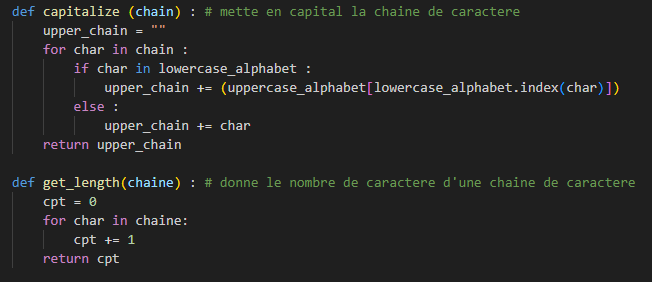 def capitalize (chain) : # mette en capital la chaine de caractere
    upper_chain = ""
    for char in chain :
        if char in lowercase_alphabet :
            upper_chain += (uppercase_alphabet[lowercase_alphabet.index(char)])
        else :
            upper_chain += char
    return upper_chain

def get_length(chaine) : # donne le nombre de caractere d'une chaine de caractere
    cpt = 0
    for char in chaine:
        cpt += 1
    return cpt